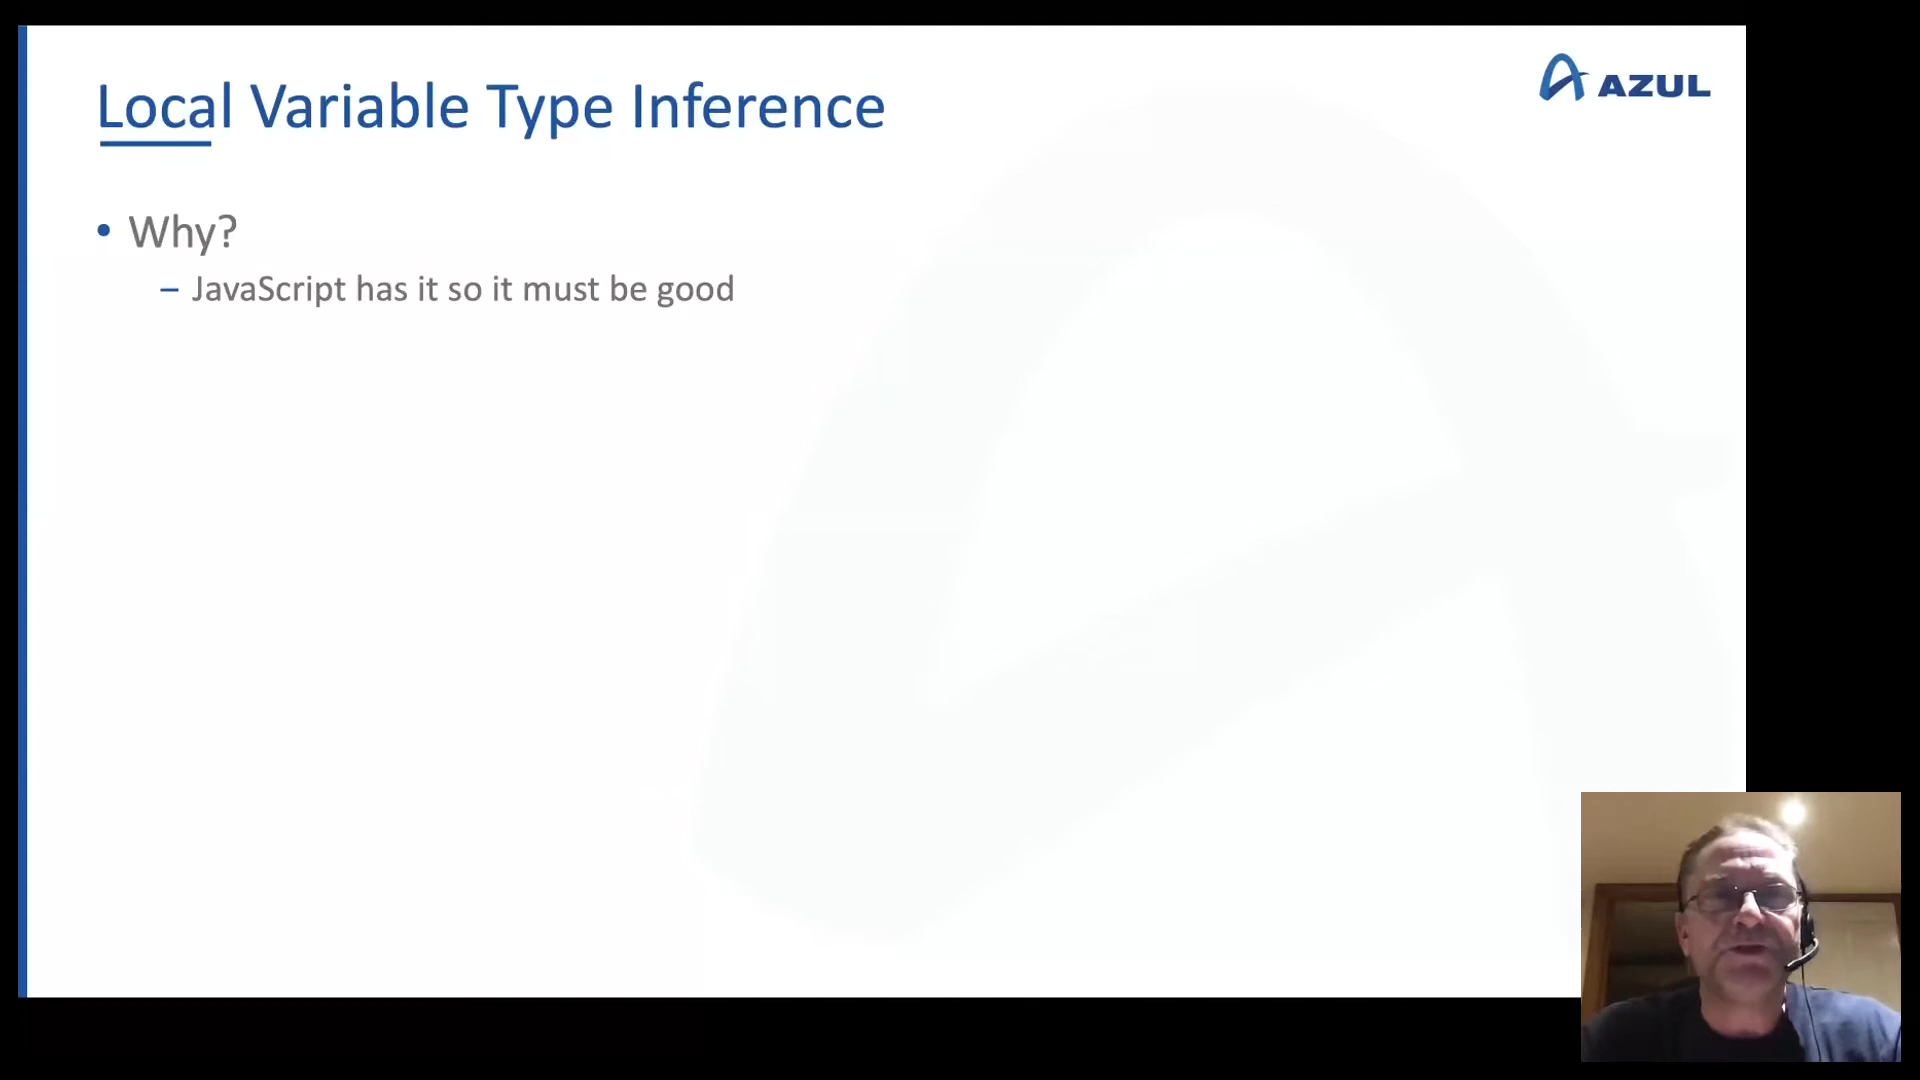 Local Variable Type Inference
AZUL
• Why?
– JavaScript has it so it must be good